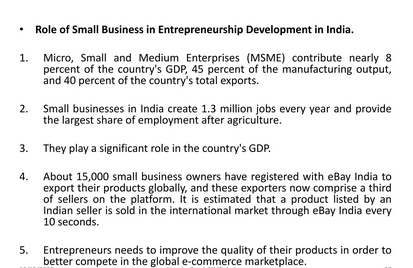 • Role of Small Business in Entrepreneurship Development in India.
1. Micro, Small and Medium Enterprises (MSME) contribute nearly 8
percent of the country's GDP, 45 percent of the manufacturing output,
and 40 percent of the country's total exports.
2. Small businesses in India create 1.3 million jobs every year and provide
the largest share of employment after agriculture.
3. They play a significant role in the country's GDP.
4. About 15,000 small business owners have registered with eBay India to
export their products globally, and these exporters now comprise a third
of sellers on the platform. It is estimated that a product listed by an
Indian seller is sold in the international market through eBay India every
10 seconds.
5. Entrepreneurs needs to improve the quality of their products in order to
better compete in the global e-commerce marketplace.